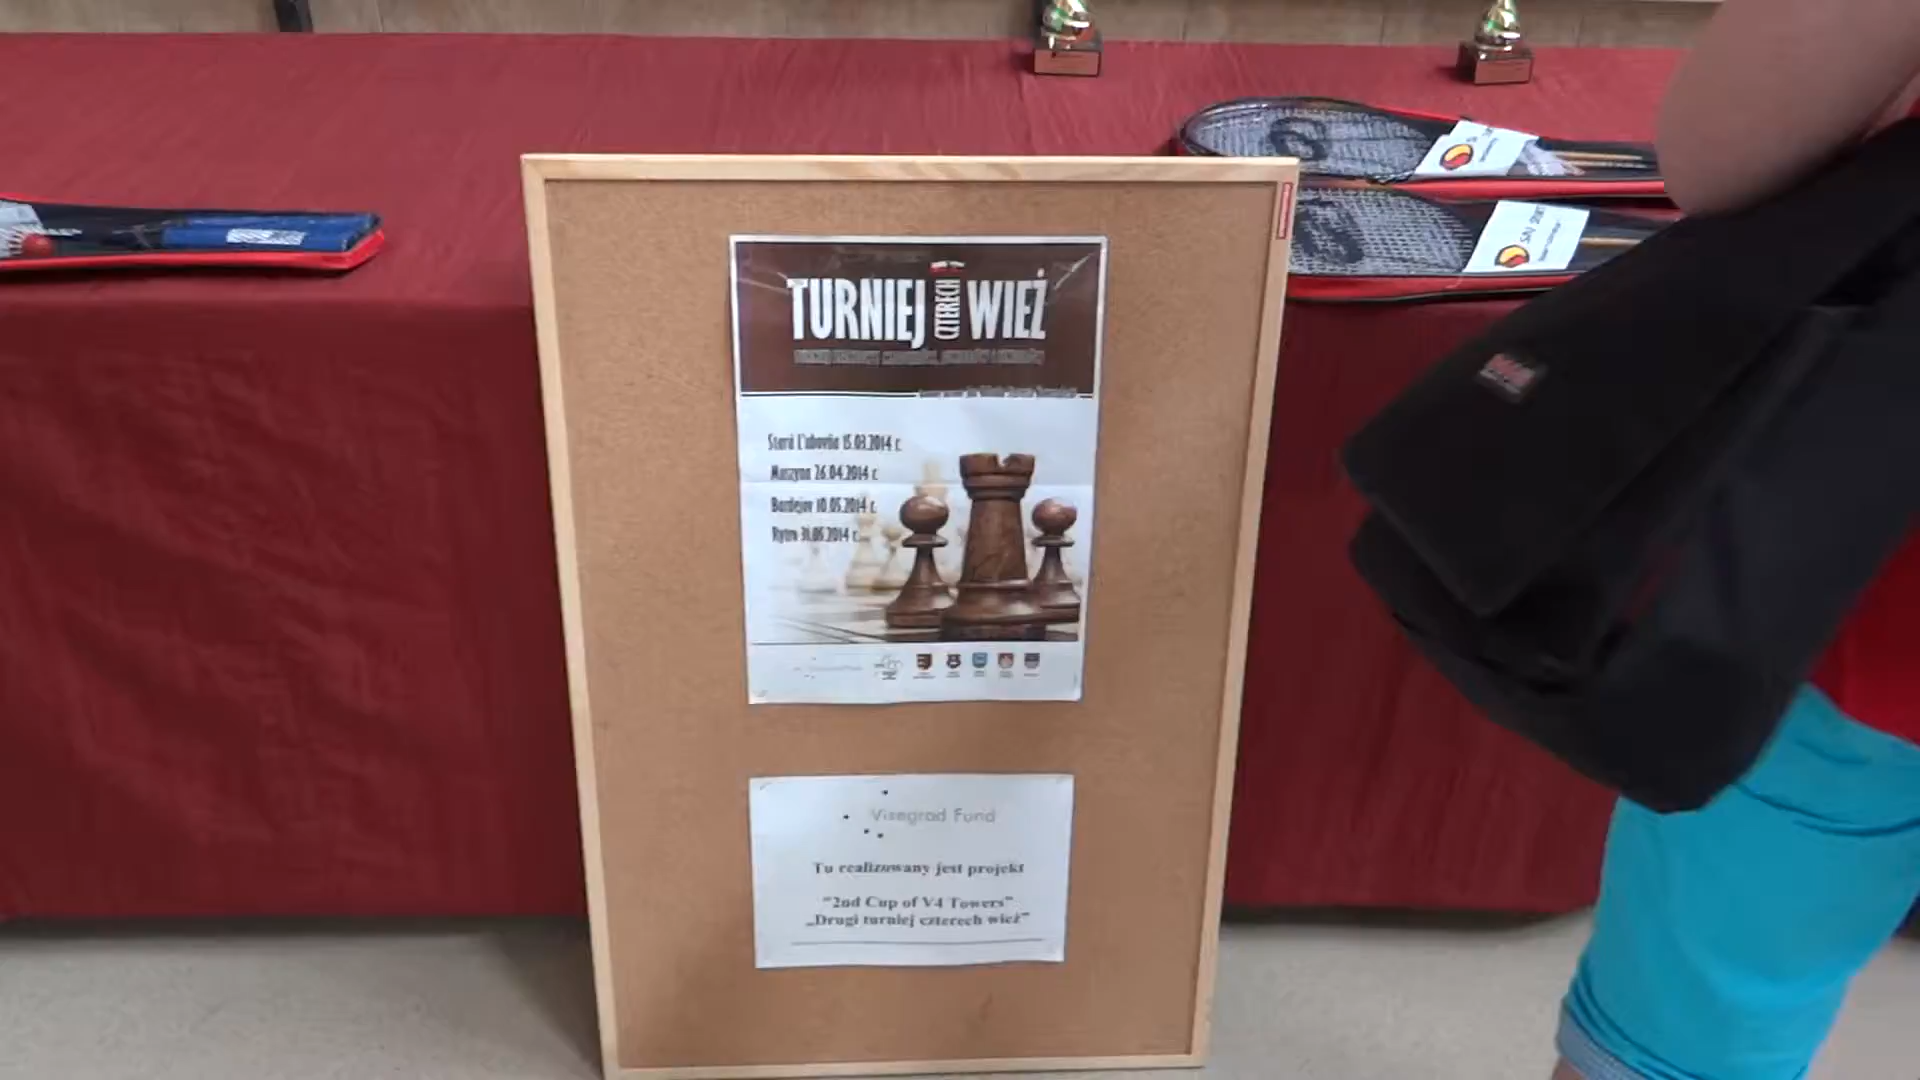 TURNIEJ CZTERECH WIEŻ
Stará L'ubovňa 15.03.2014 r.
Muszyna 26.04.2014 r.
Bardejov 10.05.2014 r.
Rytro 31.05.2014 r.
Visegrad Fund
Tu realizowany jest projekt
"2nd Cup of V4 Towers"
„Drugi turniej czterech wież"